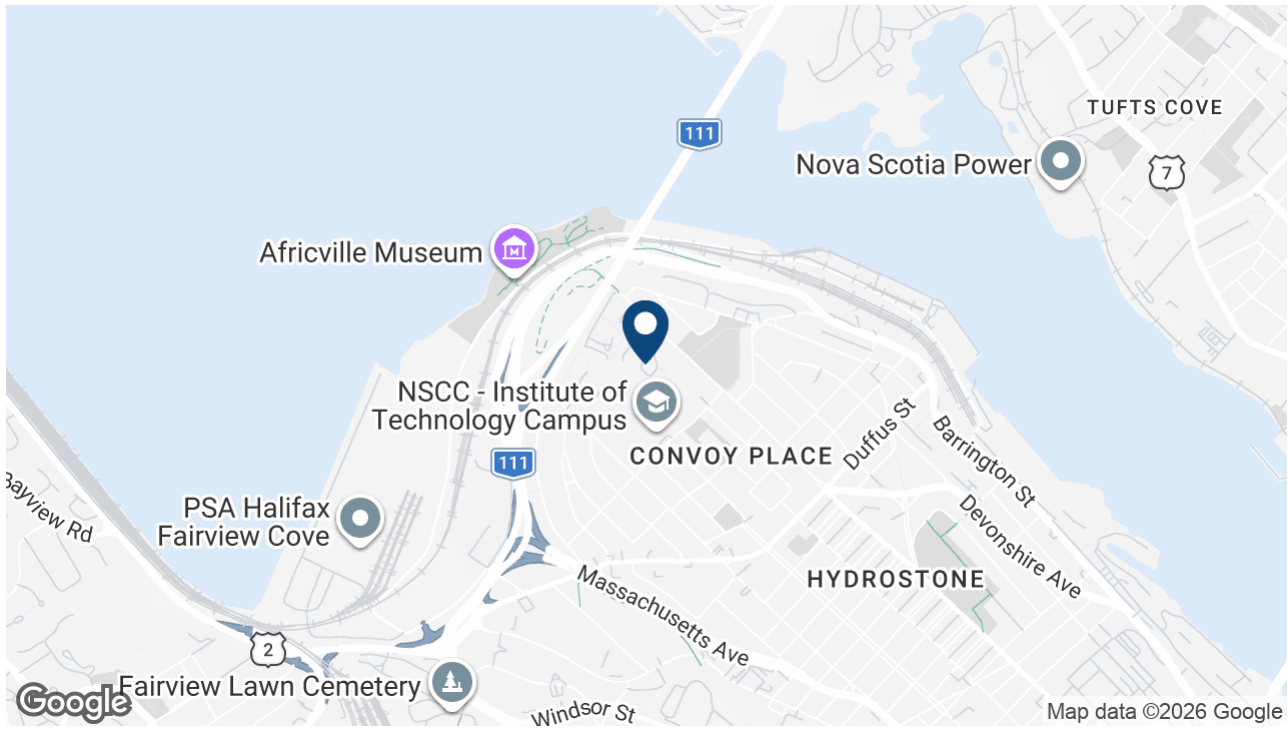 TUFTS COVE
111
Nova Scotia Power
7
Africville Museum
NSCC - Institute of
Technology Campus
Duffus St
CONVOY PLACE
Barrington St
111
Bayview Rd
PSA Halifax
Fairview Cove
Devonshire Ave
HYDROSTONE
Massachusetts Ave
2
Fairview Lawn Cemetery
Windsor St
Google
Map data ©2026 Google